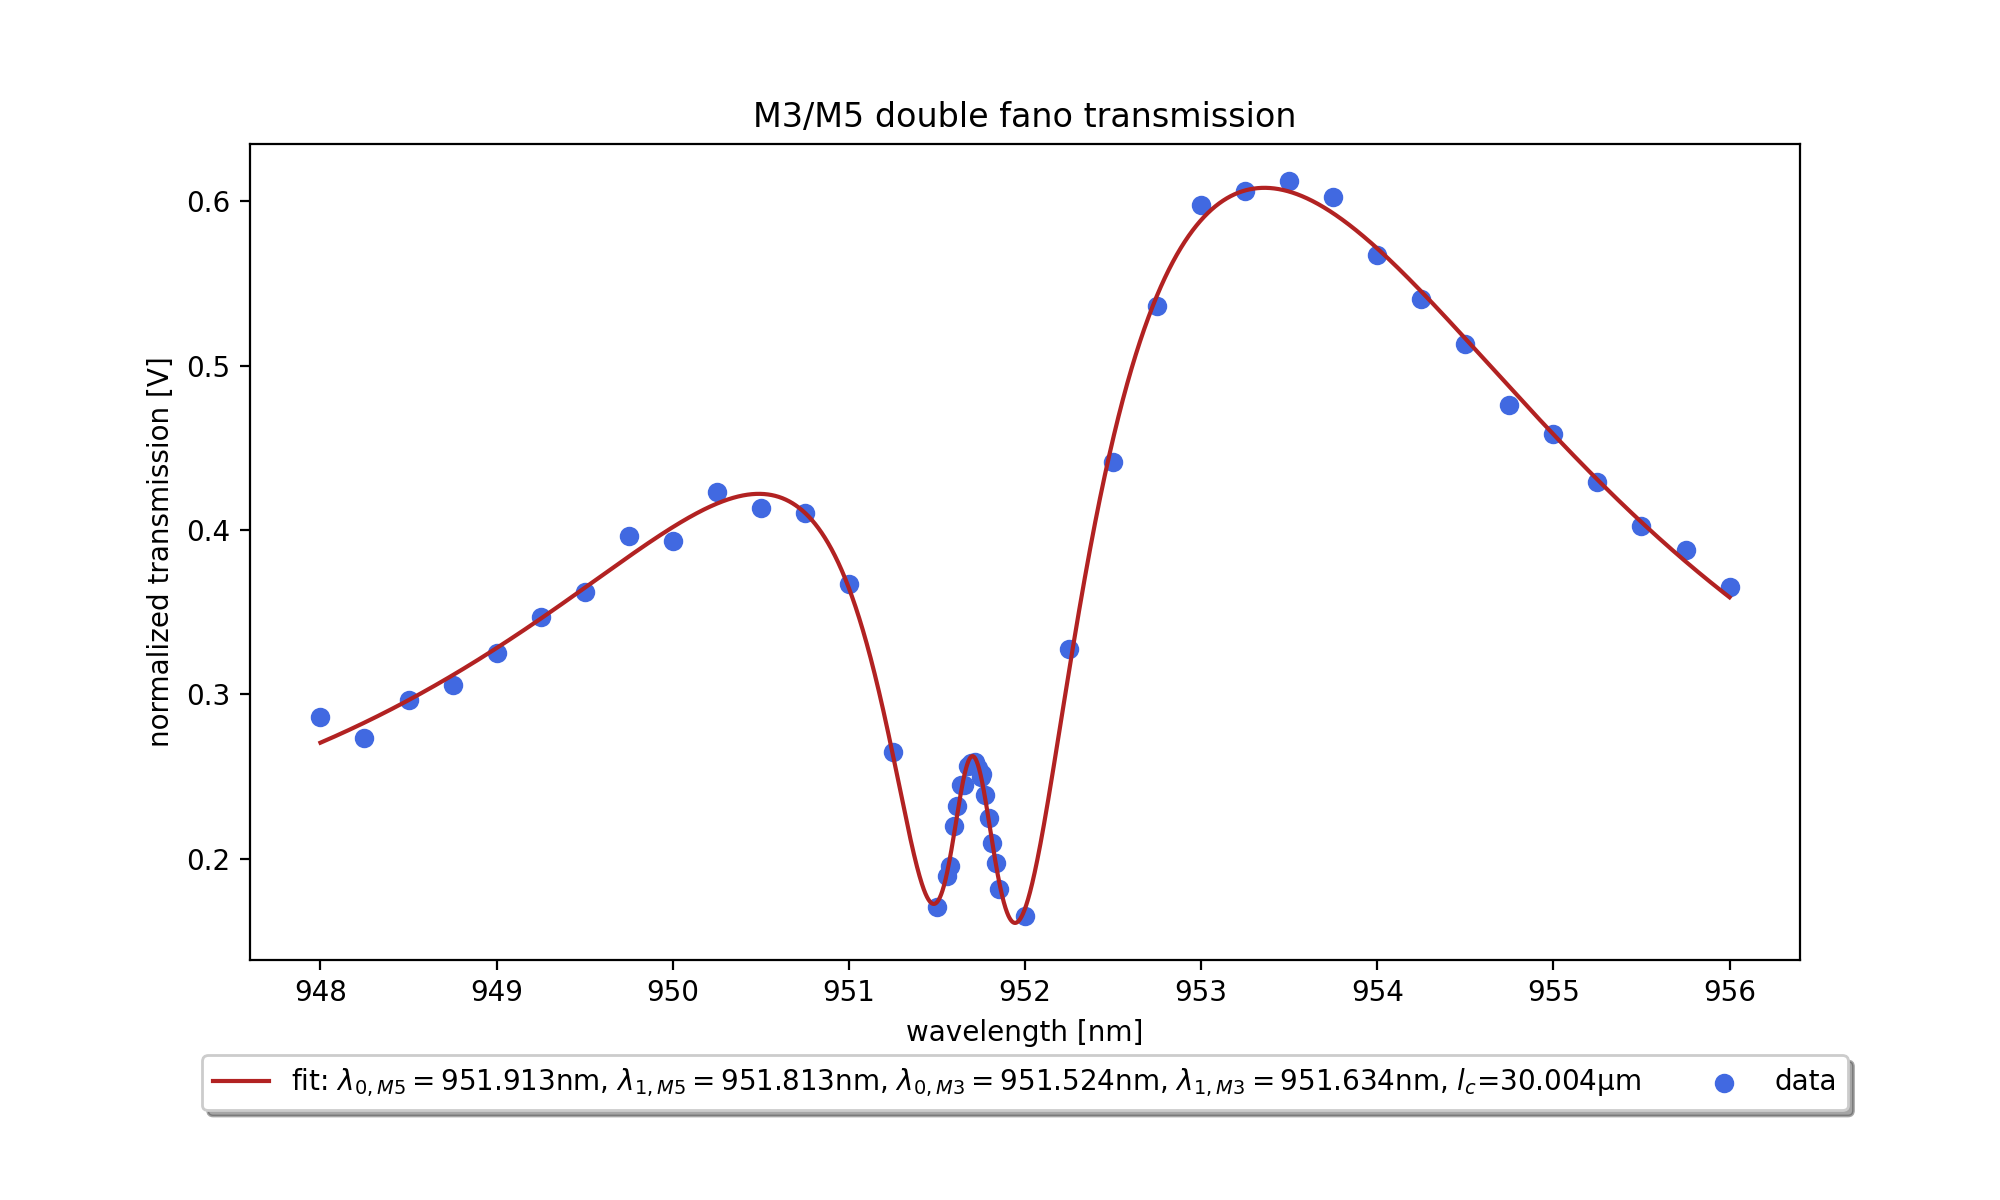 M3/M5 double fano transmission
normalized transmission [V]
0.6
0.5
0.4
0.3
0.2
948 949 950 951 952 953 954 955 956
wavelength [nm]
fit: λ₀,M5 = 951.913nm, λ₁,M5 = 951.813nm, λ₀,M3 = 951.524nm, λ₁,M3 = 951.634nm, l_c=30.004μm data